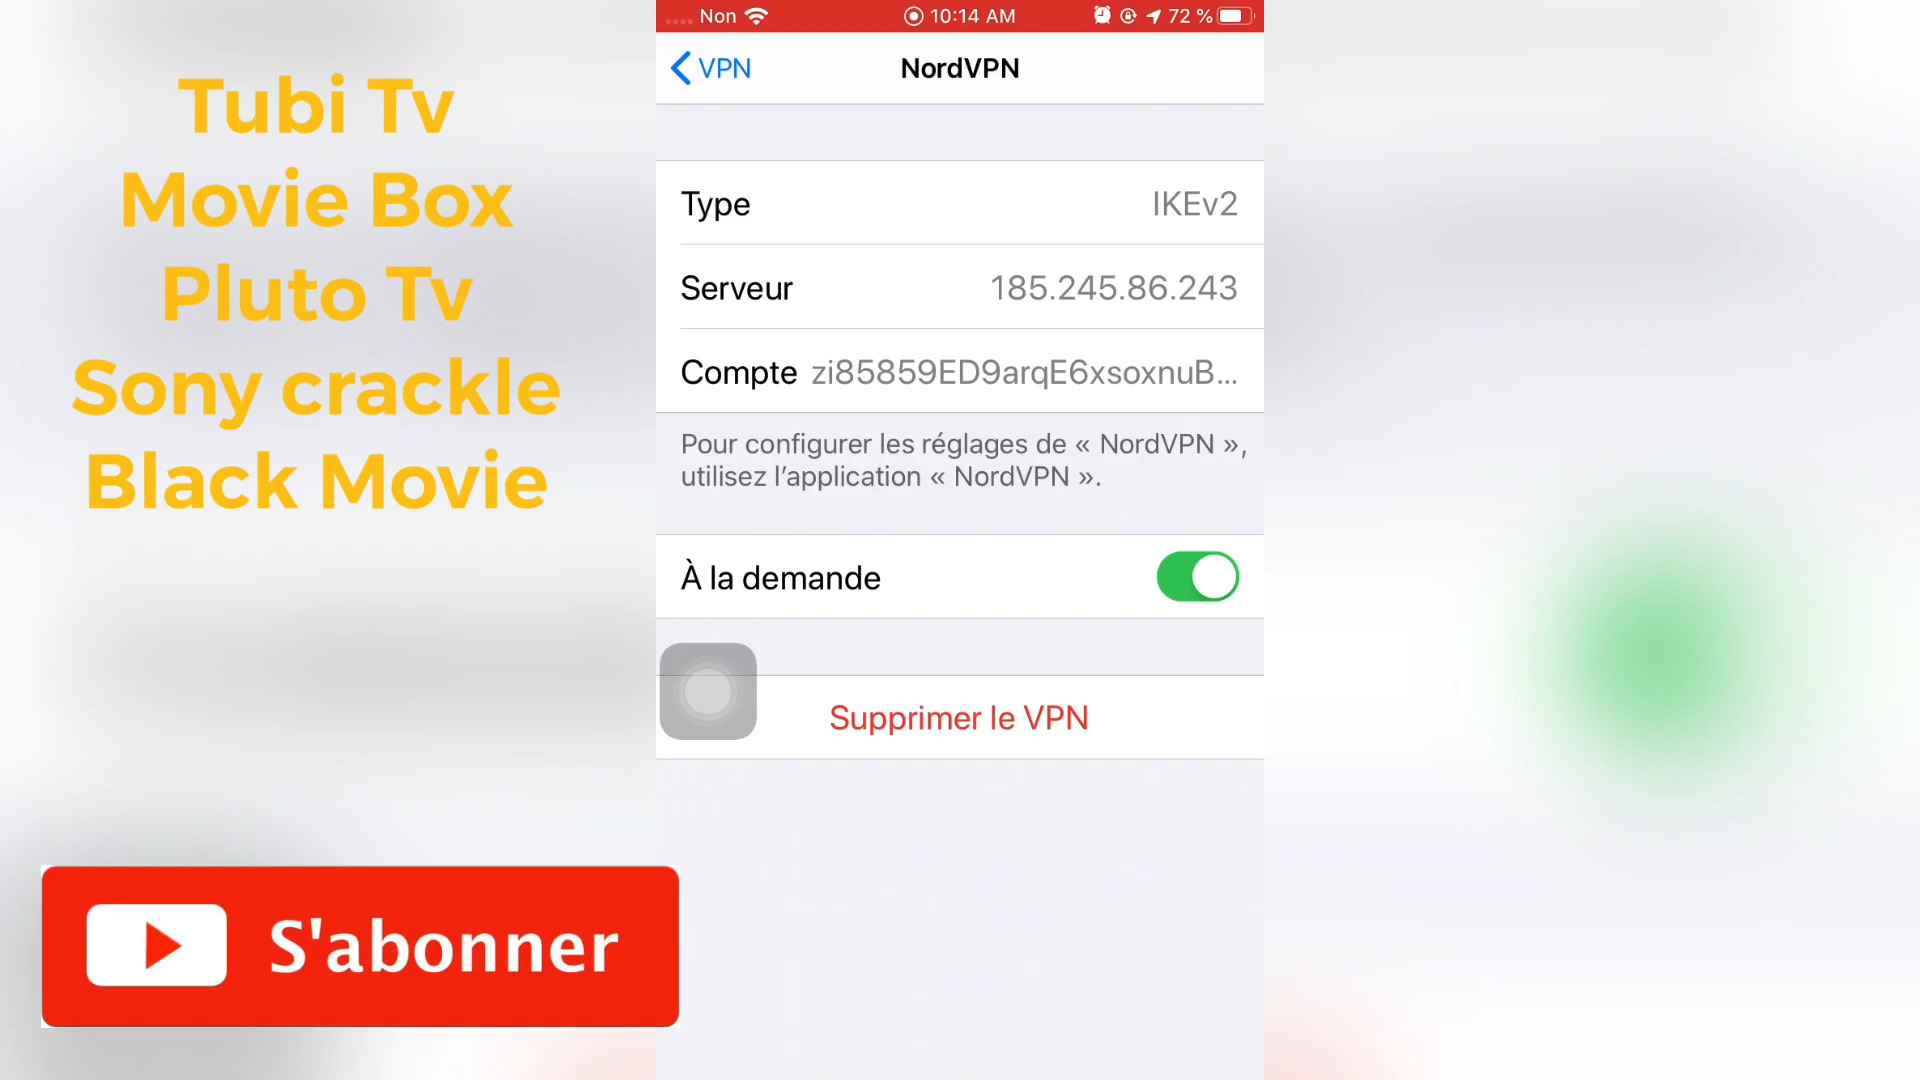 Tubi Tv
Movie Box
Pluto Tv
Sony crackle
Black Movie
S'abonner
Non 10:14 AM 72 %
VPN NordVPN
Type IKEv2
Serveur 185.245.86.243
Compte zi85859ED9arqE6xsoxnuB...
Pour configurer les réglages de « NordVPN »,
utilisez l’application « NordVPN ».
À la demande
Supprimer le VPN